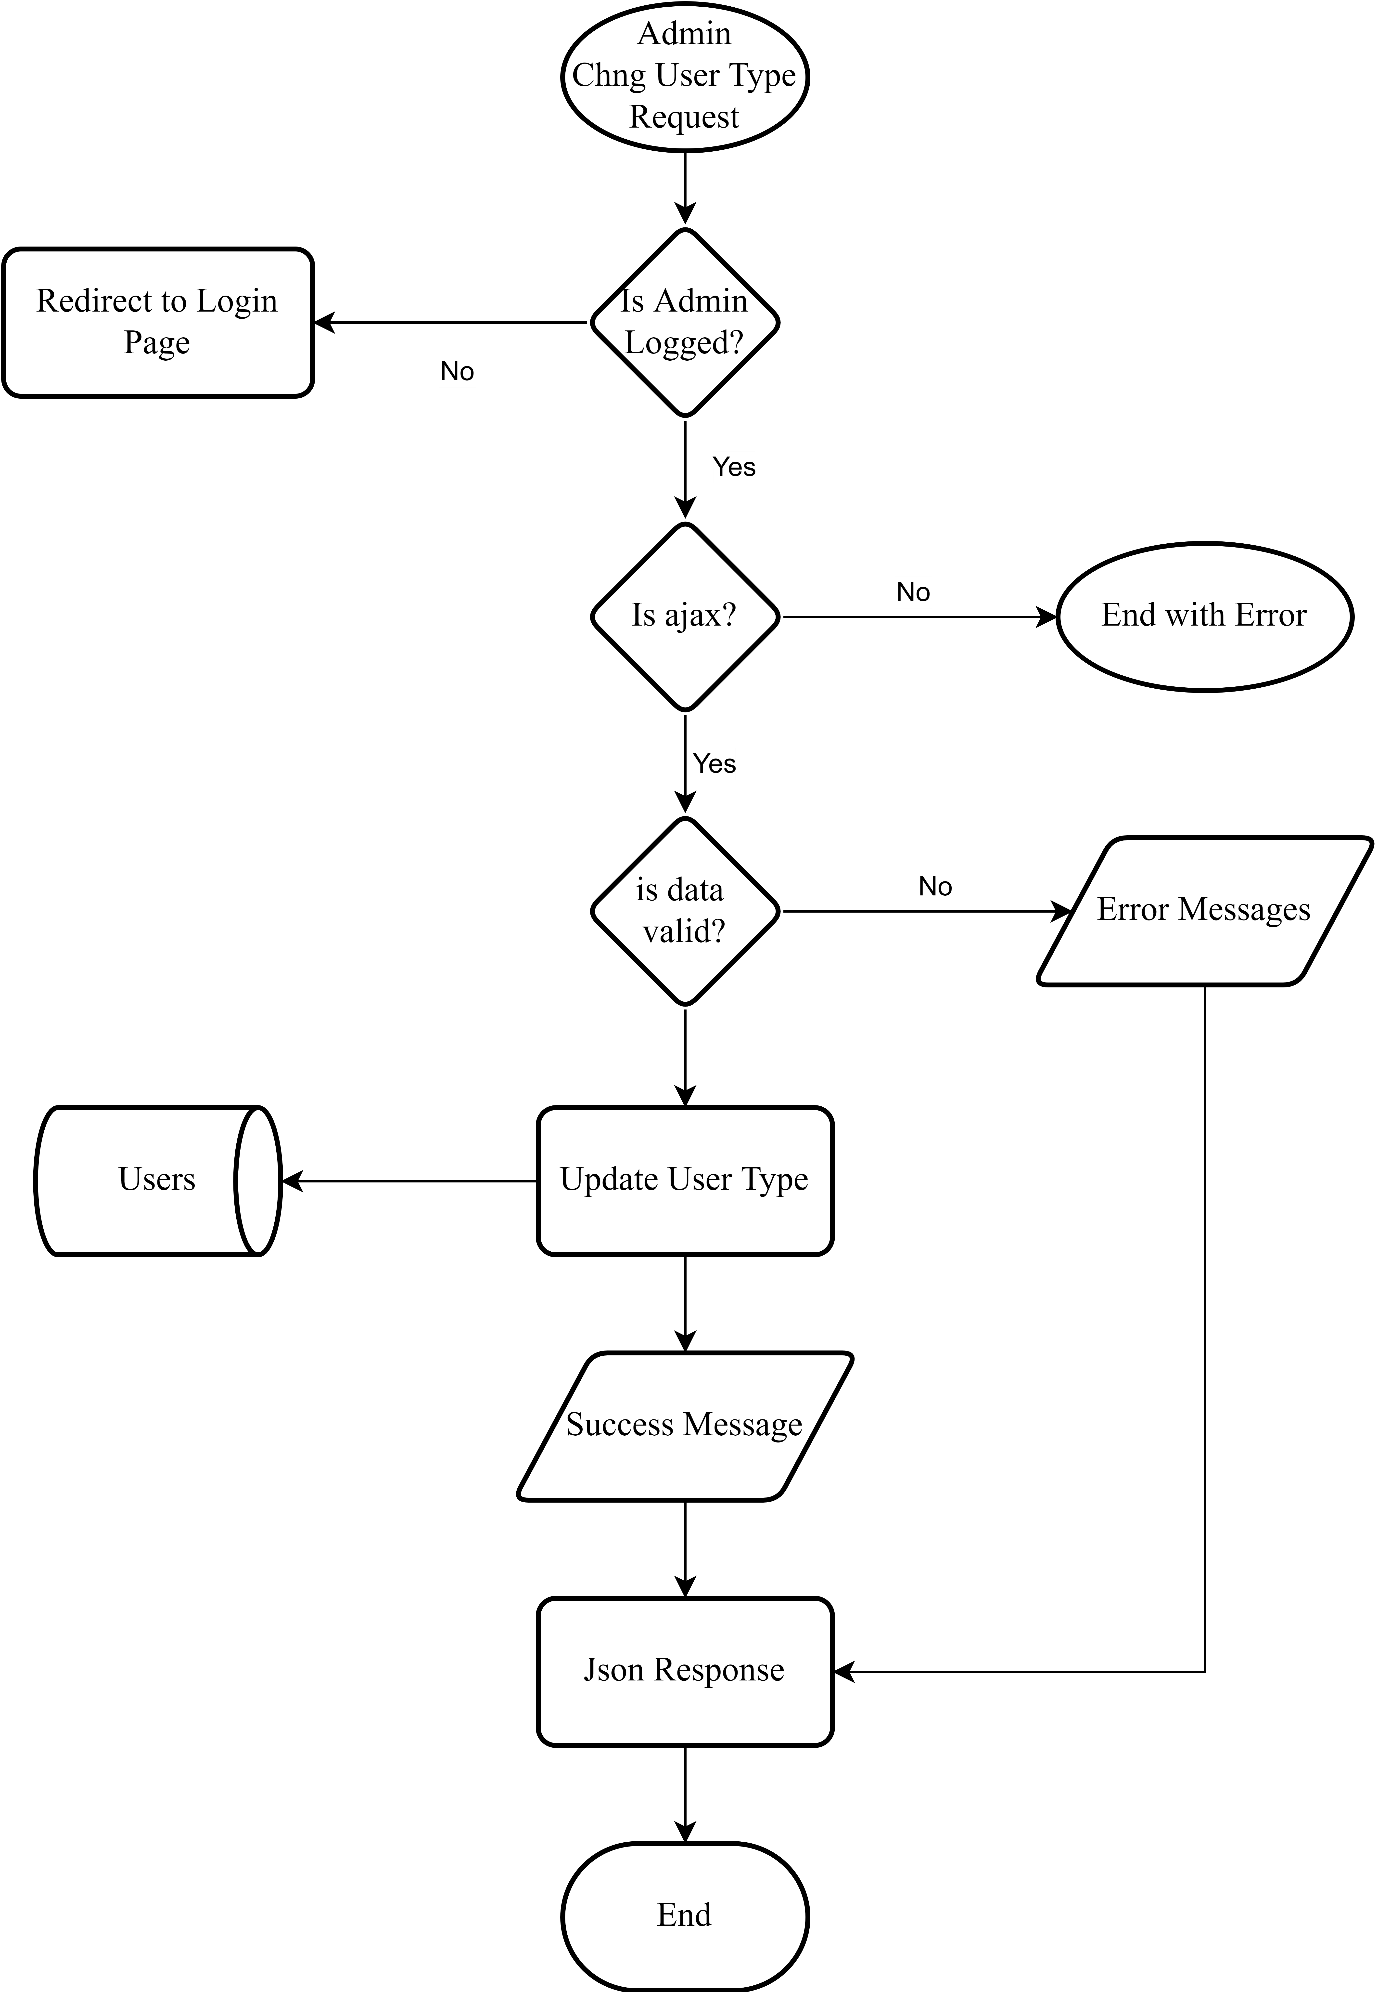 Admin
Chng User Type
Request
Is Admin
Logged?
Redirect to Login
Page
No
Yes
Is ajax?
No
End with Error
Yes
is data
valid?
No
Error Messages
Users
Update User Type
Success Message
Json Response
End